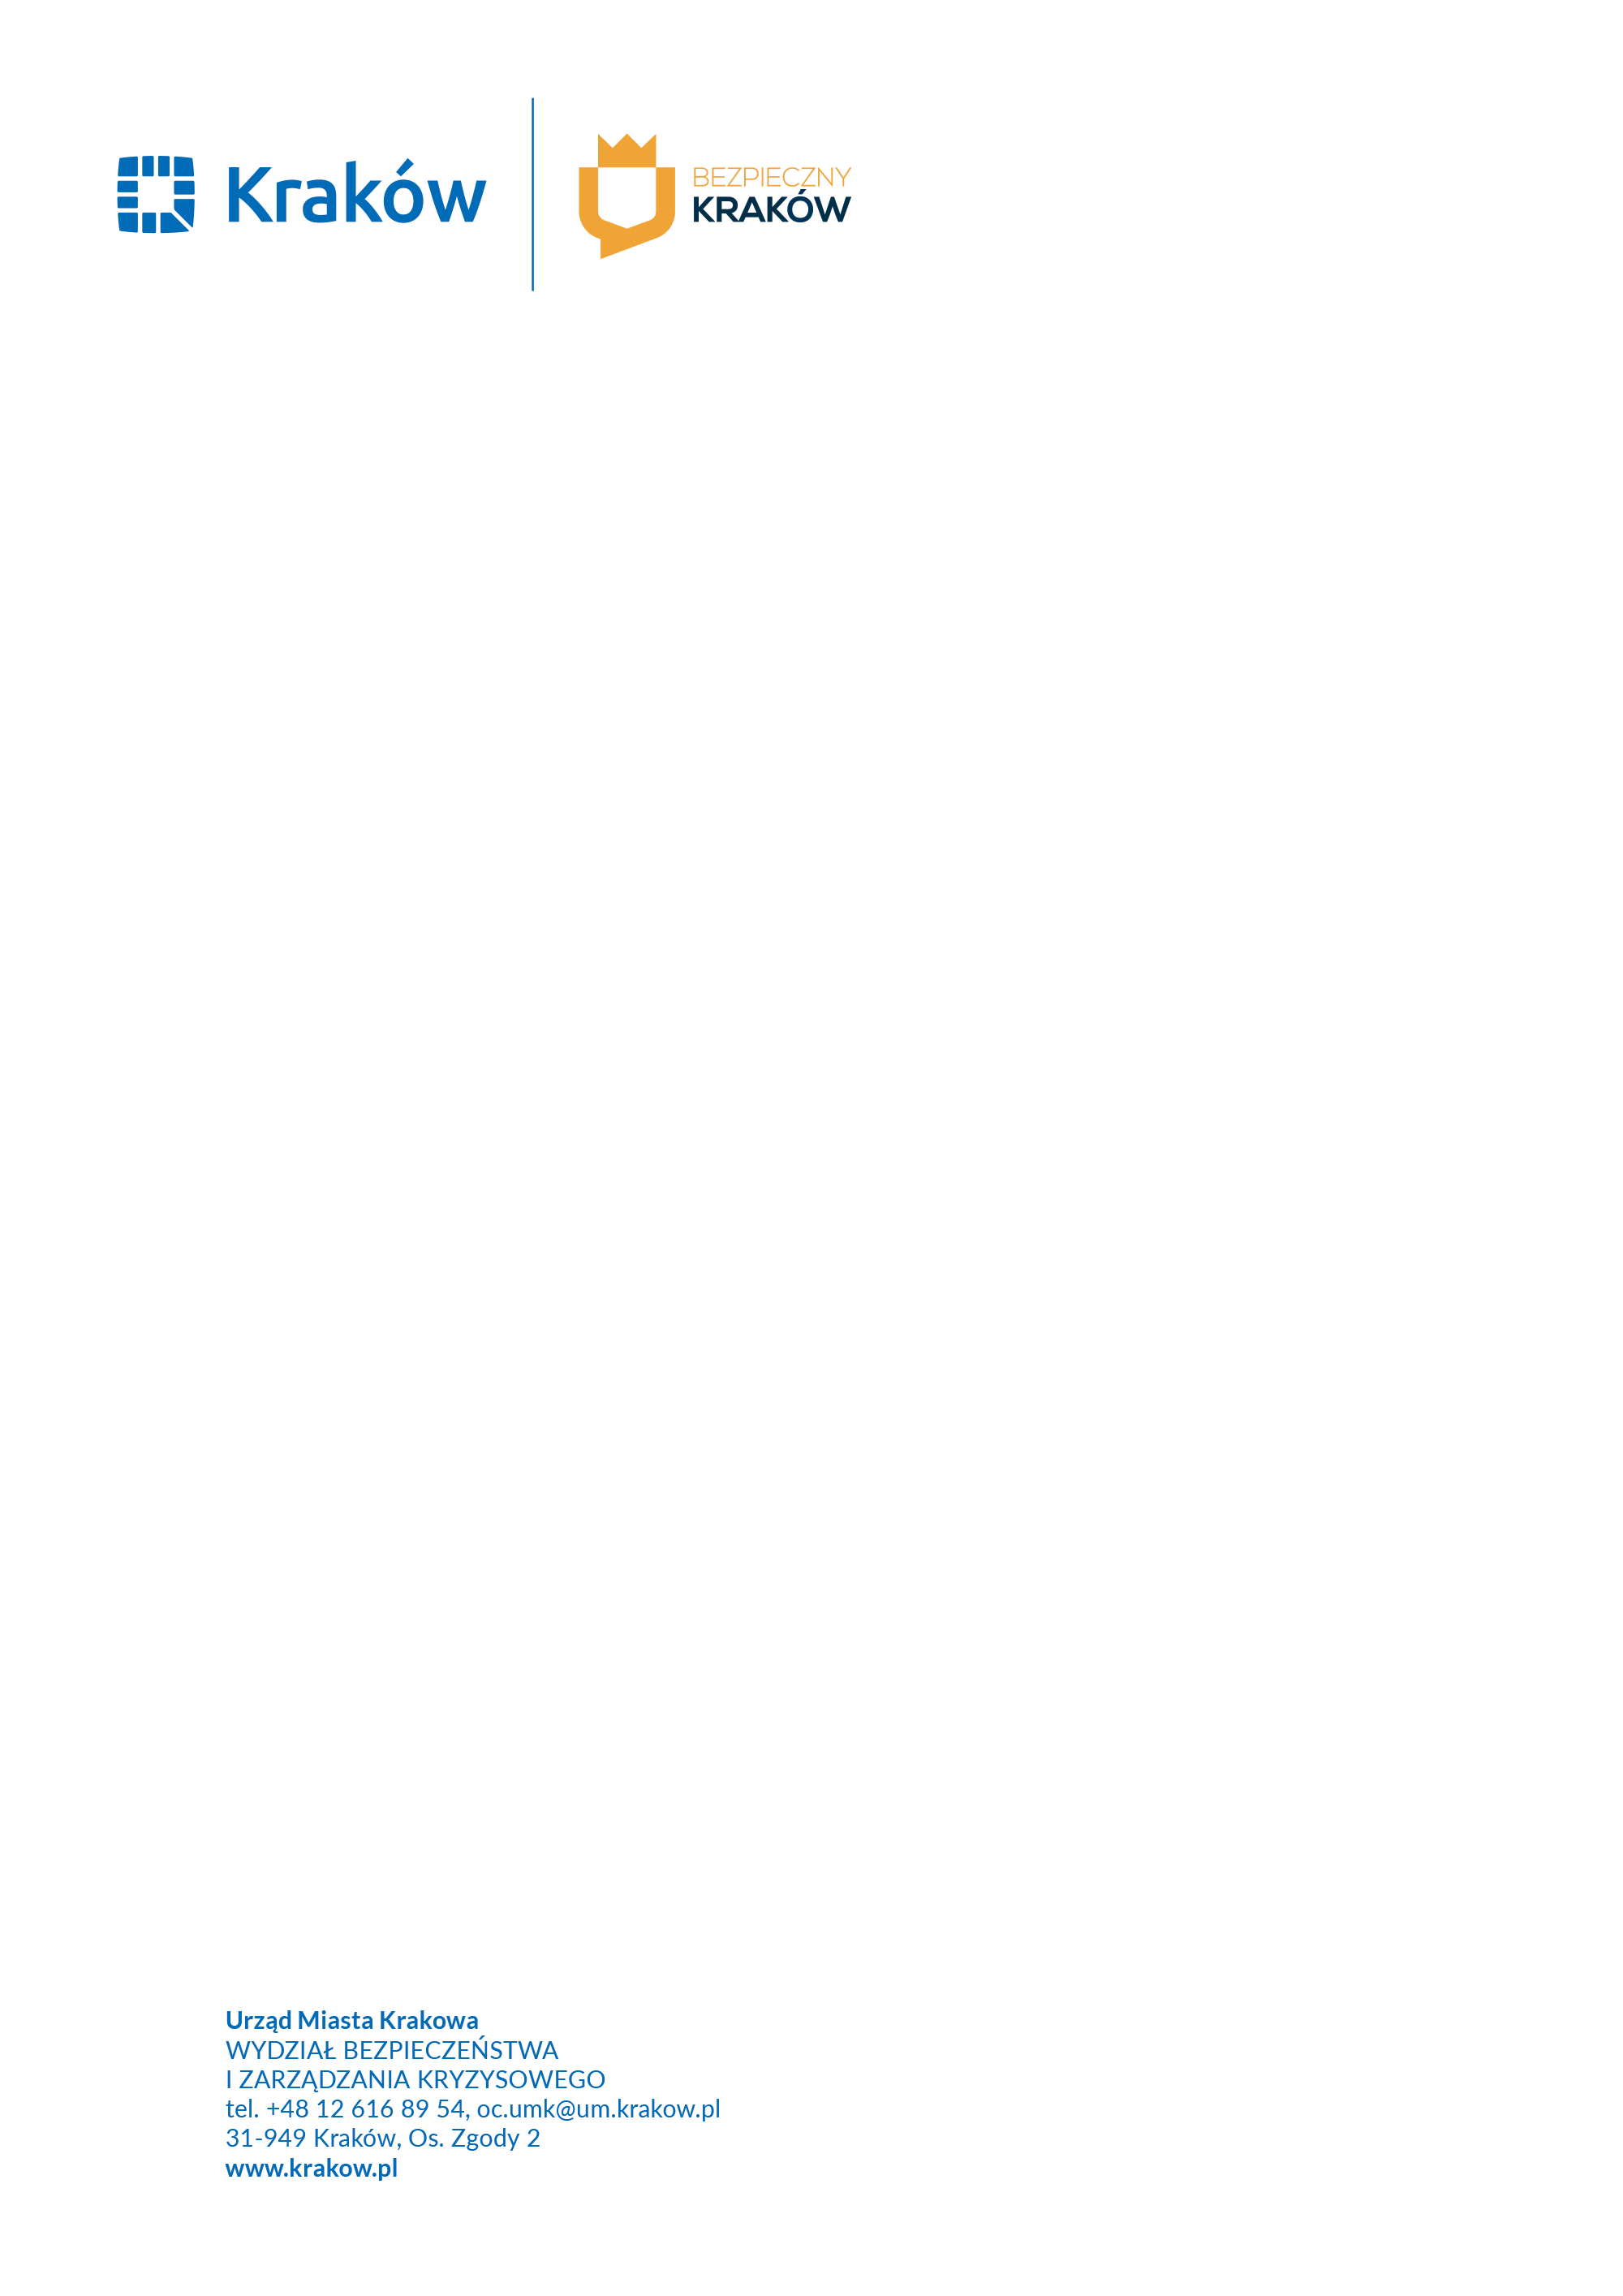 Kraków
BEZPIECZNY
KRAKÓW
Urząd Miasta Krakowa
WYDZIAŁ BEZPIECZEŃSTWA
I ZARZĄDZANIA KRYZYSOWEGO
tel. +48 12 616 89 54, oc.umk@um.krakow.pl
31-949 Kraków, Os. Zgody 2
www.krakow.pl